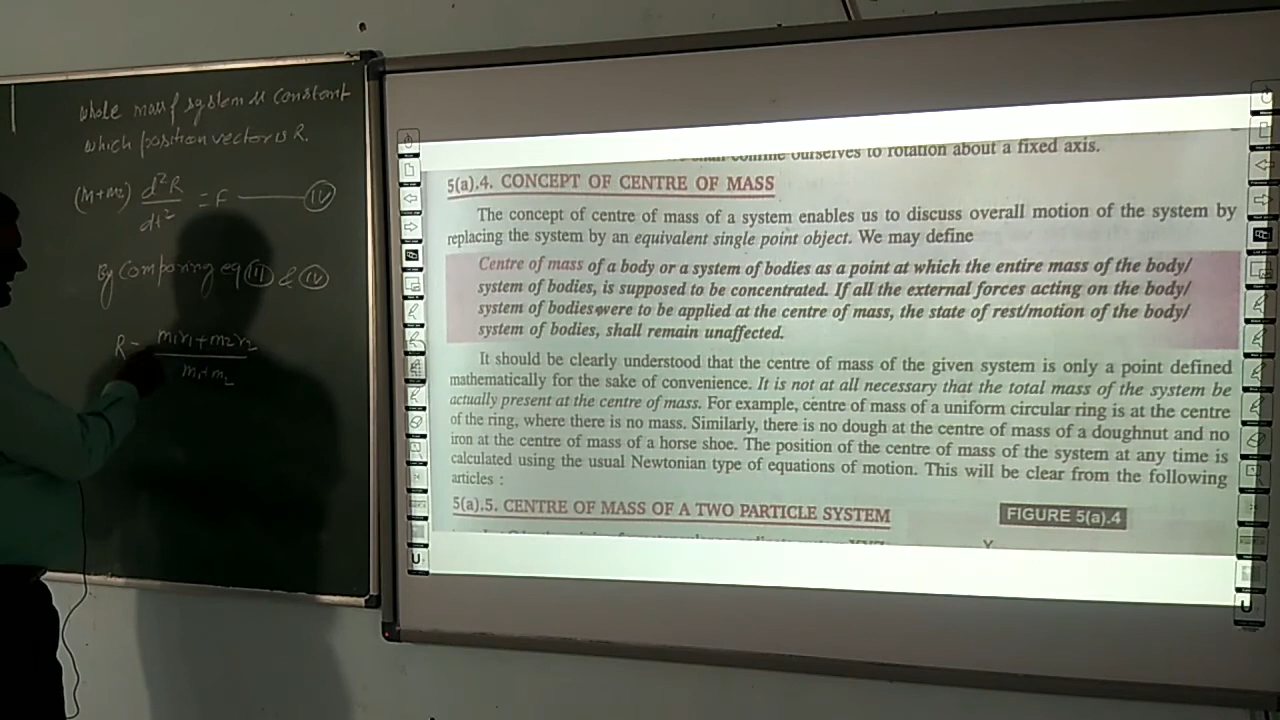 whole mass of system is constant
which position vector is R.
(M+m2) d²R/dt² = F —— (IV)
By Comparing eq (III) & (IV)
R = m1r1+m2r2 / m1+m2
confine ourselves to rotation about a fixed axis.
5(a).4. CONCEPT OF CENTRE OF MASS
The concept of centre of mass of a system enables us to discuss overall motion of the system by
replacing the system by an equivalent single point object. We may define
Centre of mass of a body or a system of bodies as a point at which the entire mass of the body/
system of bodies, is supposed to be concentrated. If all the external forces acting on the body/
system of bodies were to be applied at the centre of mass, the state of rest/motion of the body/
system of bodies, shall remain unaffected.
It should be clearly understood that the centre of mass of the given system is only a point defined
mathematically for the sake of convenience. It is not at all necessary that the total mass of the system be
actually present at the centre of mass. For example, centre of mass of a uniform circular ring is at the centre
of the ring, where there is no mass. Similarly, there is no dough at the centre of mass of a doughnut and no
iron at the centre of mass of a horse shoe. The position of the centre of mass of the system at any time is
calculated using the usual Newtonian type of equations of motion. This will be clear from the following
articles :
5(a).5. CENTRE OF MASS OF A TWO PARTICLE SYSTEM
FIGURE 5(a).4
Y